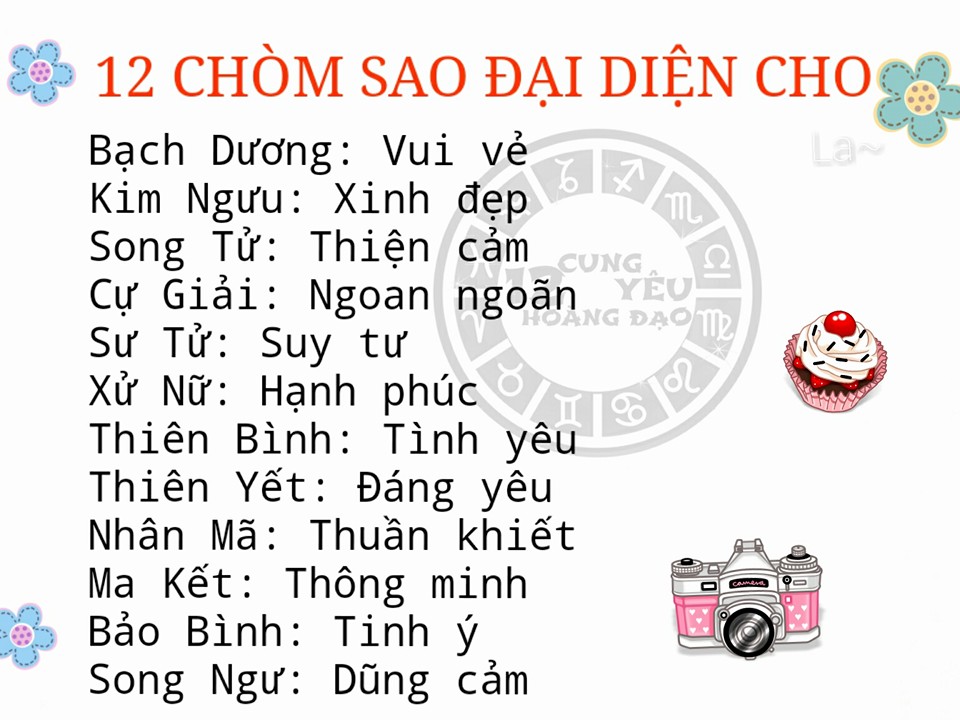 12 CHÒM SAO ĐẠI DIỆN CHO
La~
Bạch Dương: Vui vẻ
Kim Ngưu: Xinh đẹp
Song Tử: Thiện cảm
Cự Giải: Ngoan ngoãn
Sư Tử: Suy tư
Xử Nữ: Hạnh phúc
Thiên Bình: Tình yêu
Thiên Yết: Đáng yêu
Nhân Mã: Thuần khiết
Ma Kết: Thông minh
Bảo Bình: Tinh ý
Song Ngư: Dũng cảm
12 CUNG YÊU
HOÀNG ĐẠO
camera